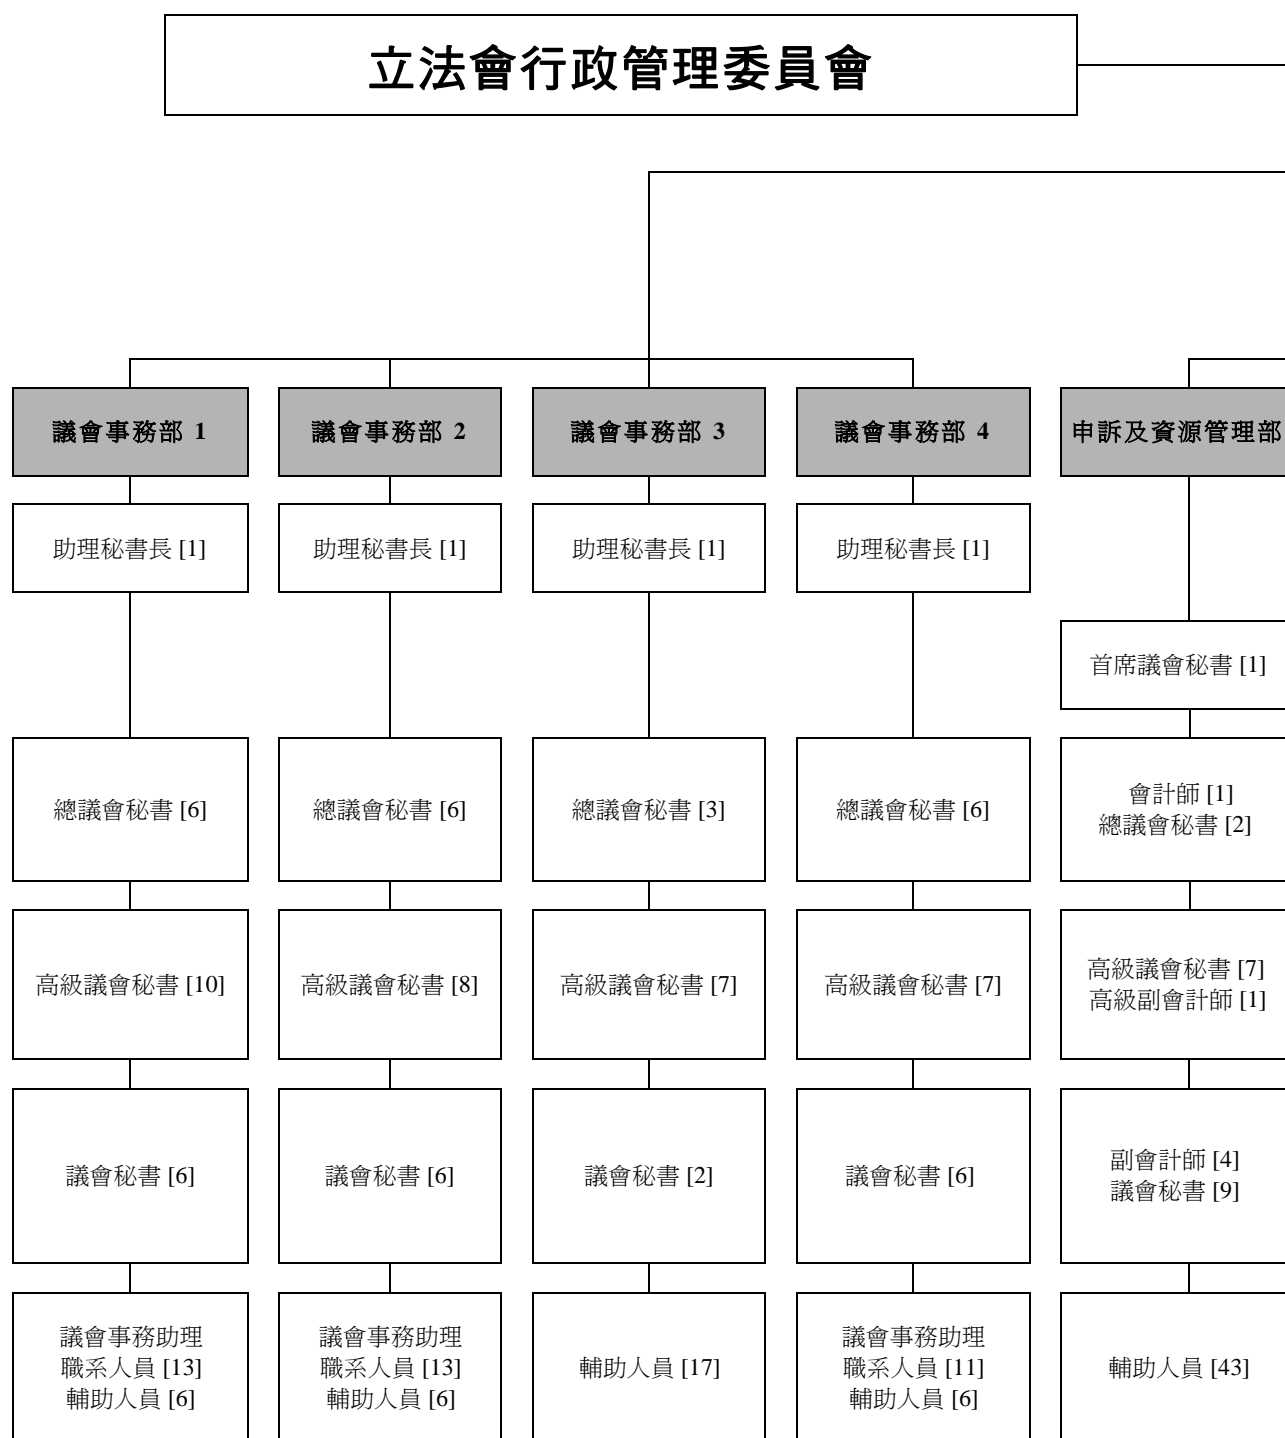 立法會行政管理委員會
議會事務部 1
議會事務部 2
議會事務部 3
議會事務部 4
申訴及資源管理部
助理秘書長 [1]
助理秘書長 [1]
助理秘書長 [1]
助理秘書長 [1]
首席議會秘書 [1]
總議會秘書 [6]
總議會秘書 [6]
總議會秘書 [3]
總議會秘書 [6]
會計師 [1]
總議會秘書 [2]
高級議會秘書 [10]
高級議會秘書 [8]
高級議會秘書 [7]
高級議會秘書 [7]
高級議會秘書 [7]
高級副會計師 [1]
議會秘書 [6]
議會秘書 [6]
議會秘書 [2]
議會秘書 [6]
副會計師 [4]
議會秘書 [9]
議會事務助理
職系人員 [13]
輔助人員 [6]
議會事務助理
職系人員 [13]
輔助人員 [6]
輔助人員 [17]
議會事務助理
職系人員 [11]
輔助人員 [6]
輔助人員 [43]